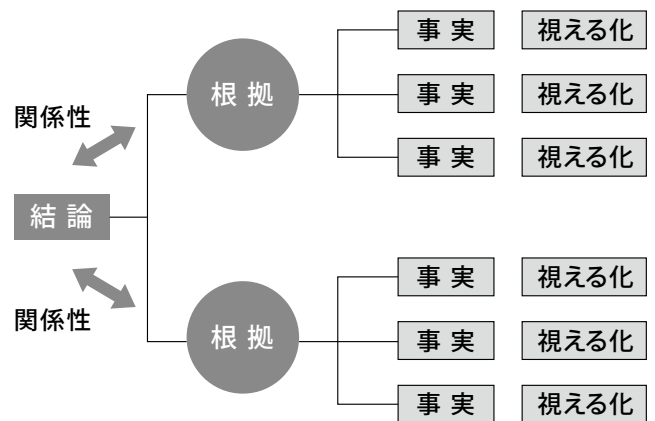 事実 視える化
根拠
事実 視える化
関係性
事実 視える化
結論
事実 視える化
関係性
根拠
事実 視える化
事実 視える化